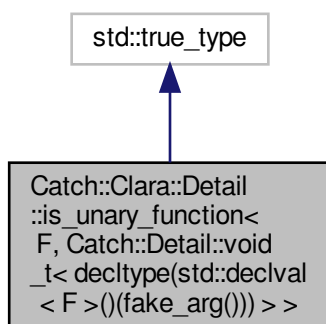 std::true_type
Catch::Clara::Detail
::is_unary_function<
F, Catch::Detail::void
_t< decltype(std::declval
< F >()(fake_arg())) > >